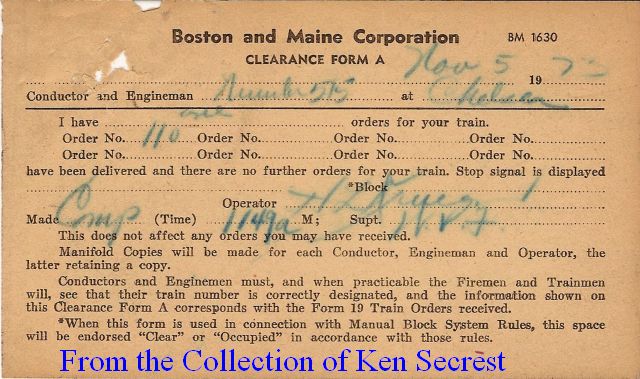 Boston and Maine Corporation BM 1630
CLEARANCE FORM A
Nov 5 19 73
Conductor and Engineman Number at Chelsea
I have one orders for your train.
Order No. 110 Order No. Order No. Order No.
Order No. Order No. Order No. Order No.
have been delivered and there are no further orders for your train. Stop signal is displayed
*Block
Operator
Made Comp (Time) 1149a M; Supt.
This does not affect any orders you may have received.
Manifold Copies will be made for each Conductor, Engineman and Operator, the
latter retaining a copy.
Conductors and Enginemen must, and when practicable the Firemen and Trainmen
will, see that their train number is correctly designated, and the information shown on
this Clearance Form A corresponds with the Form 19 Train Orders received.
*When this form is used in connection with Manual Block System Rules, this space
will be endorsed “Clear” or “Occupied” in accordance with those rules.
From the Collection of Ken Secrest